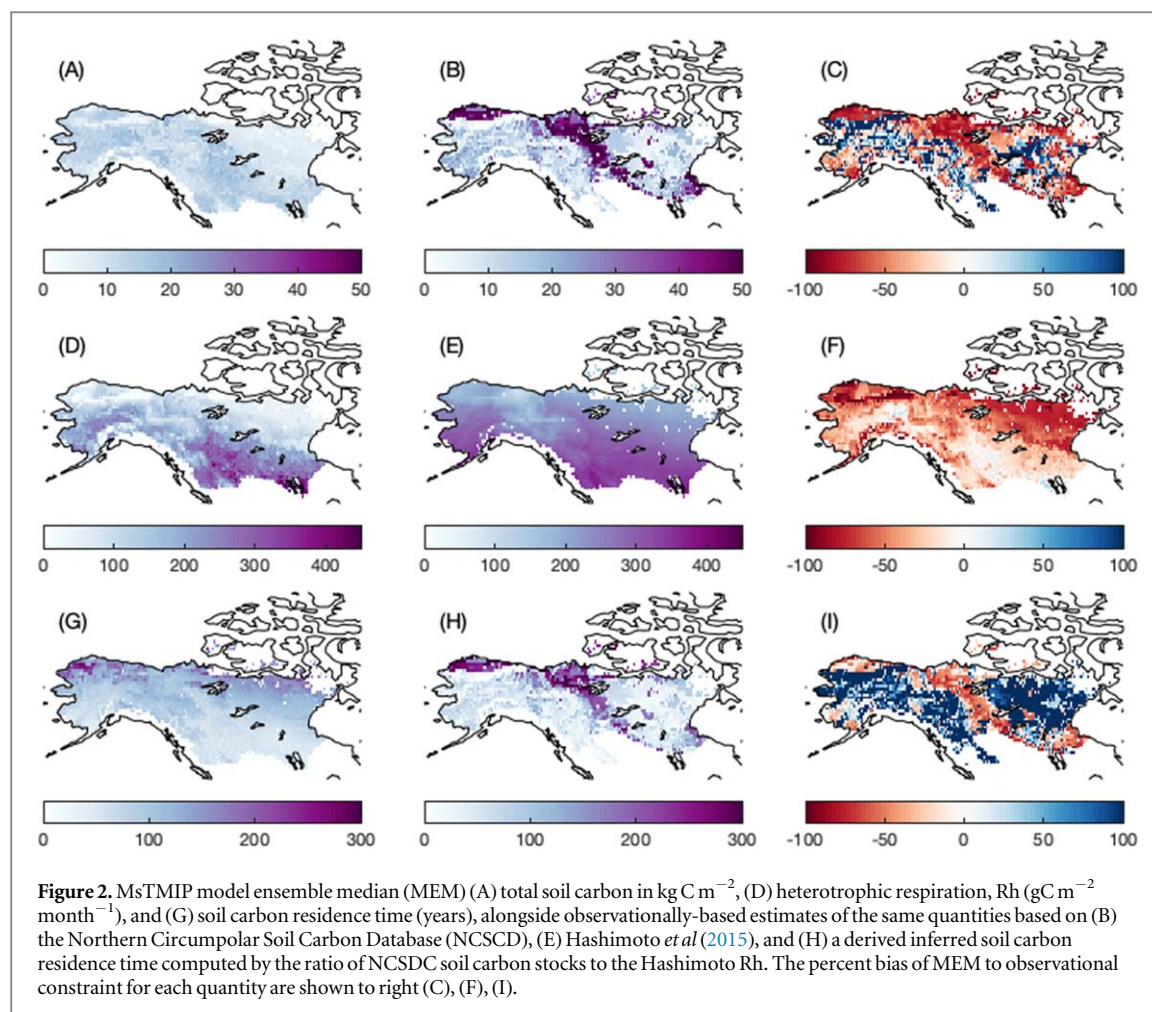 (A) (B) (C)
0 10 20 30 40 50 0 10 20 30 40 50 -100 -50 0 50 100
(D) (E) (F)
0 100 200 300 400 0 100 200 300 400 -100 -50 0 50 100
(G) (H) (I)
0 100 200 300 0 100 200 300 -100 -50 0 50 100
Figure 2. MsTMIP model ensemble median (MEM) (A) total soil carbon in kg C m⁻², (D) heterotrophic respiration, Rh (gC m⁻²
month⁻¹), and (G) soil carbon residence time (years), alongside observationally-based estimates of the same quantities based on (B)
the Northern Circumpolar Soil Carbon Database (NCSCD), (E) Hashimoto et al (2015), and (H) a derived inferred soil carbon
residence time computed by the ratio of NCSDC soil carbon stocks to the Hashimoto Rh. The percent bias of MEM to observational
constraint for each quantity are shown to right (C), (F), (I).